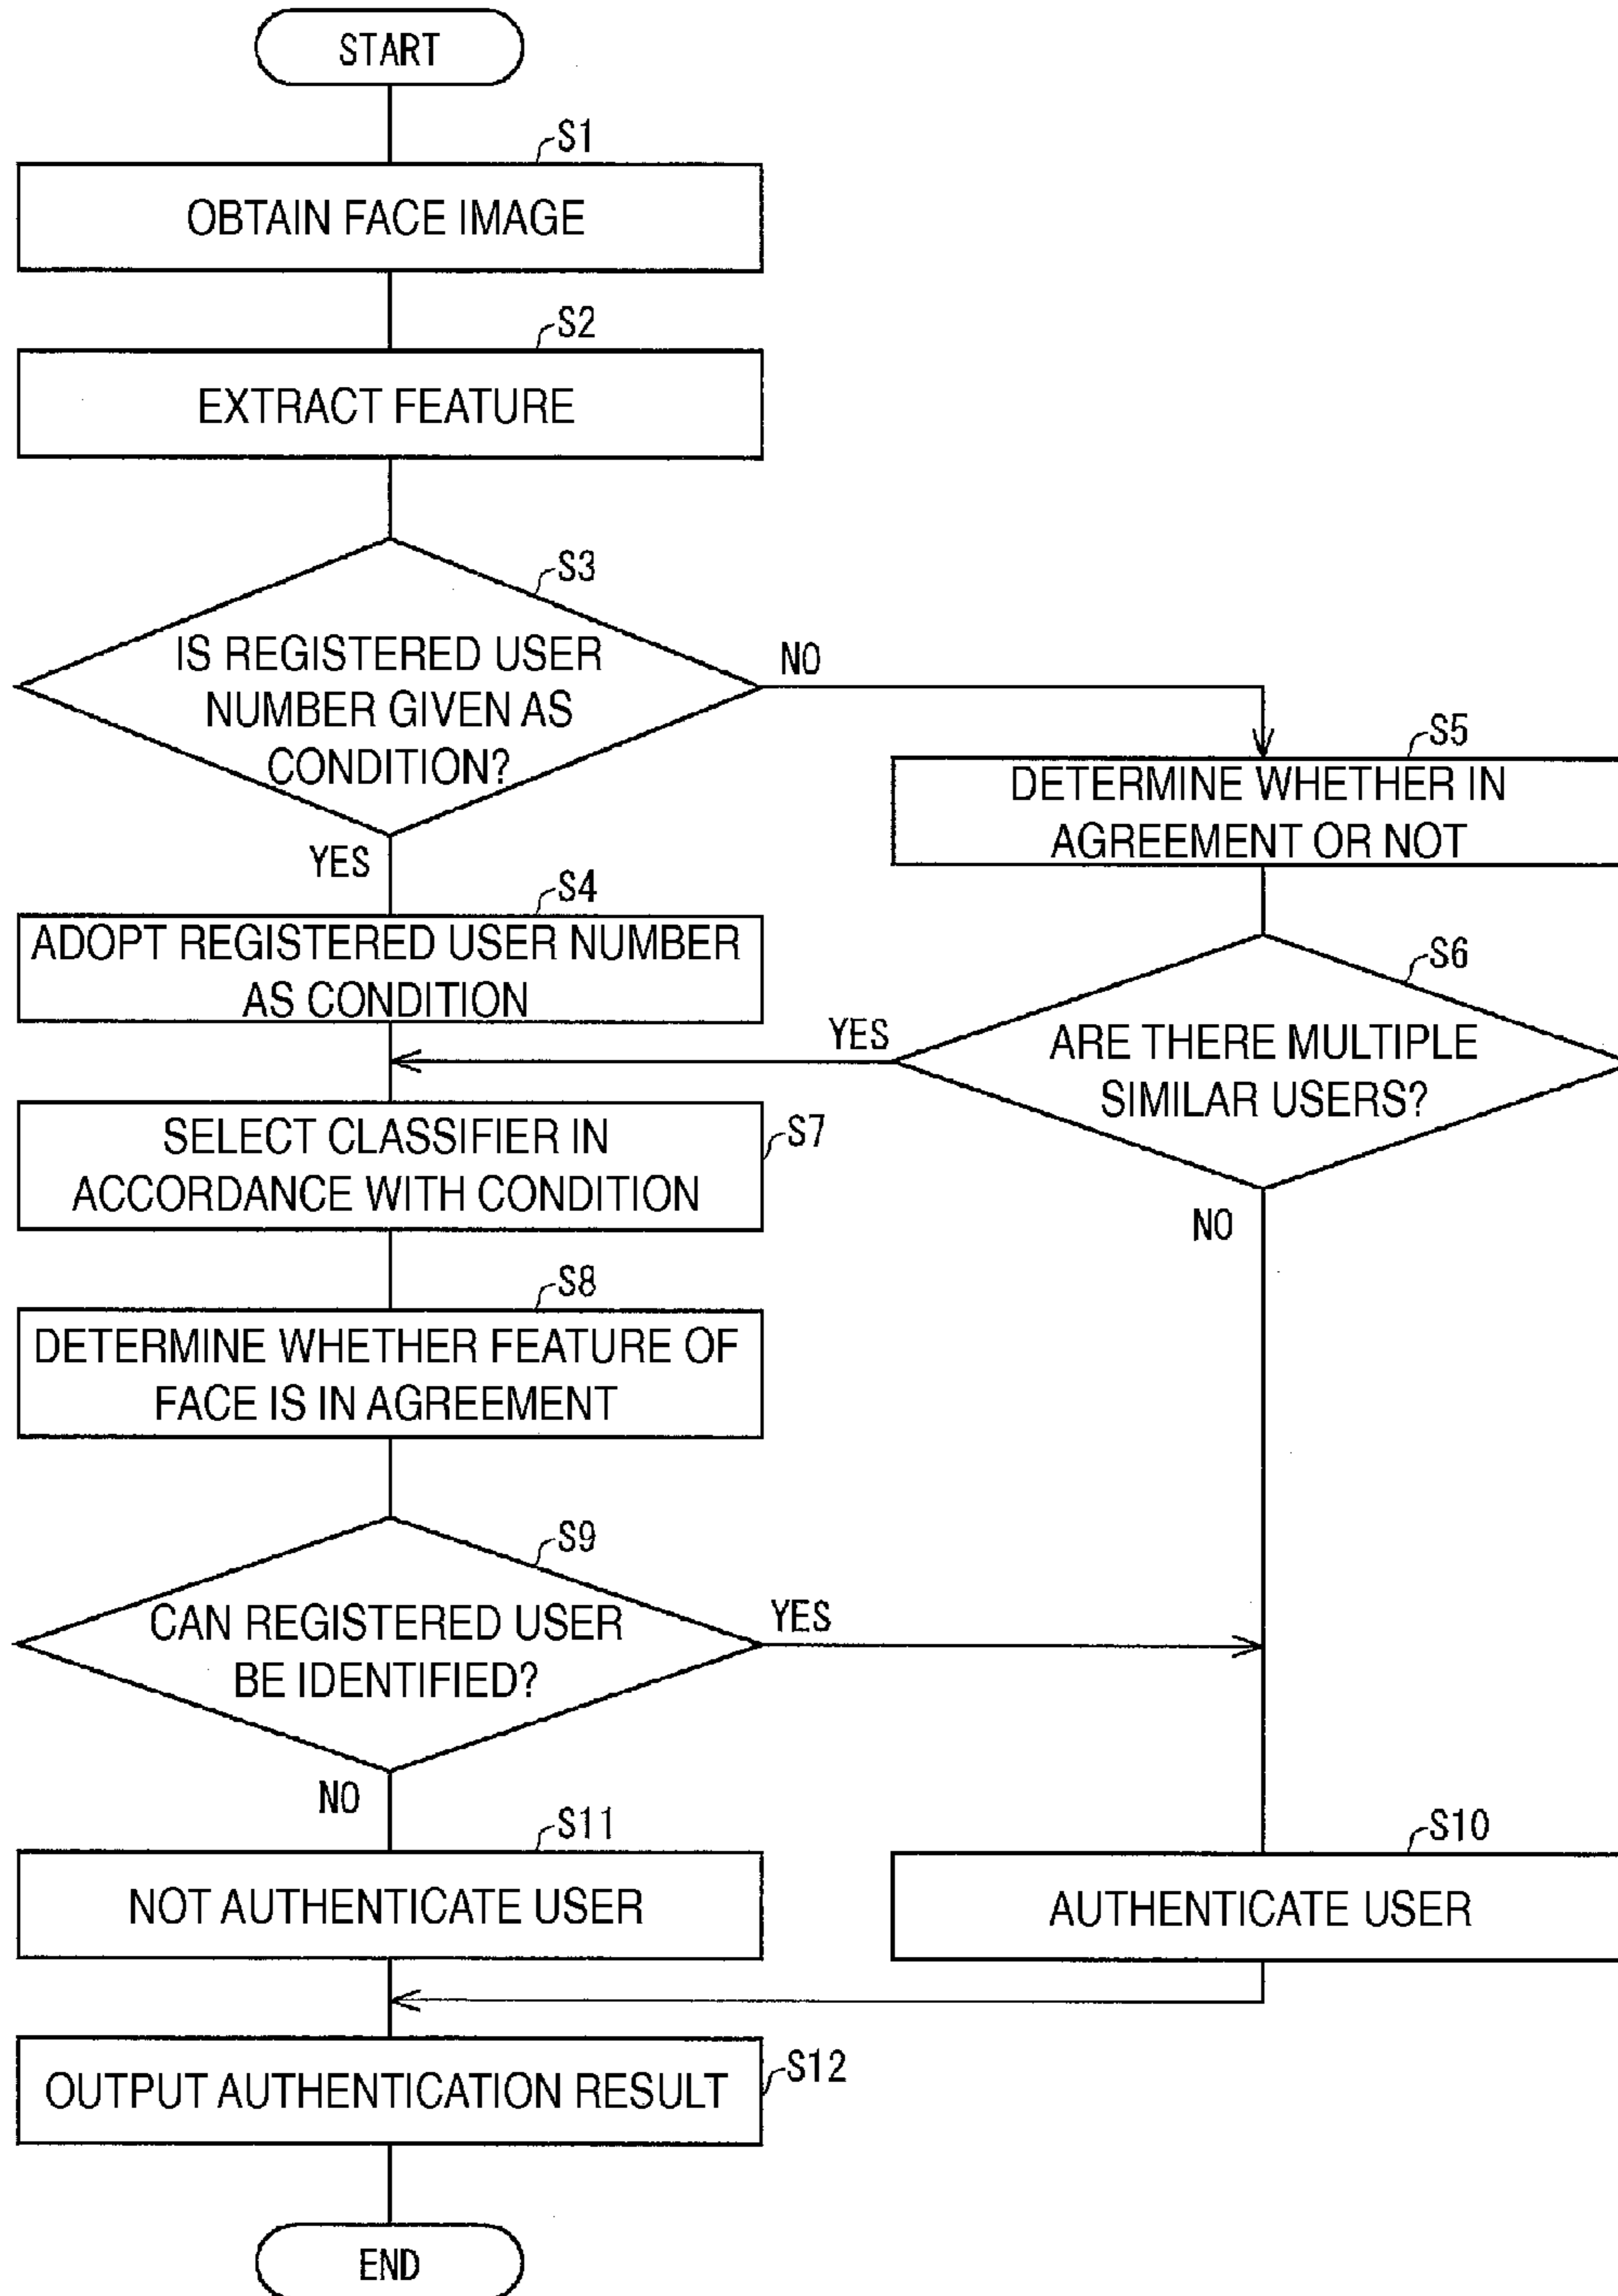 START
S1
OBTAIN FACE IMAGE
S2
EXTRACT FEATURE
S3
IS REGISTERED USER
NUMBER GIVEN AS
CONDITION?
NO
YES
S4
ADOPT REGISTERED USER NUMBER
AS CONDITION
S5
DETERMINE WHETHER IN
AGREEMENT OR NOT
S6
ARE THERE MULTIPLE
SIMILAR USERS?
YES
NO
S7
SELECT CLASSIFIER IN
ACCORDANCE WITH CONDITION
S8
DETERMINE WHETHER FEATURE OF
FACE IS IN AGREEMENT
S9
CAN REGISTERED USER
BE IDENTIFIED?
YES
NO
S11
NOT AUTHENTICATE USER
S10
AUTHENTICATE USER
S12
OUTPUT AUTHENTICATION RESULT
END